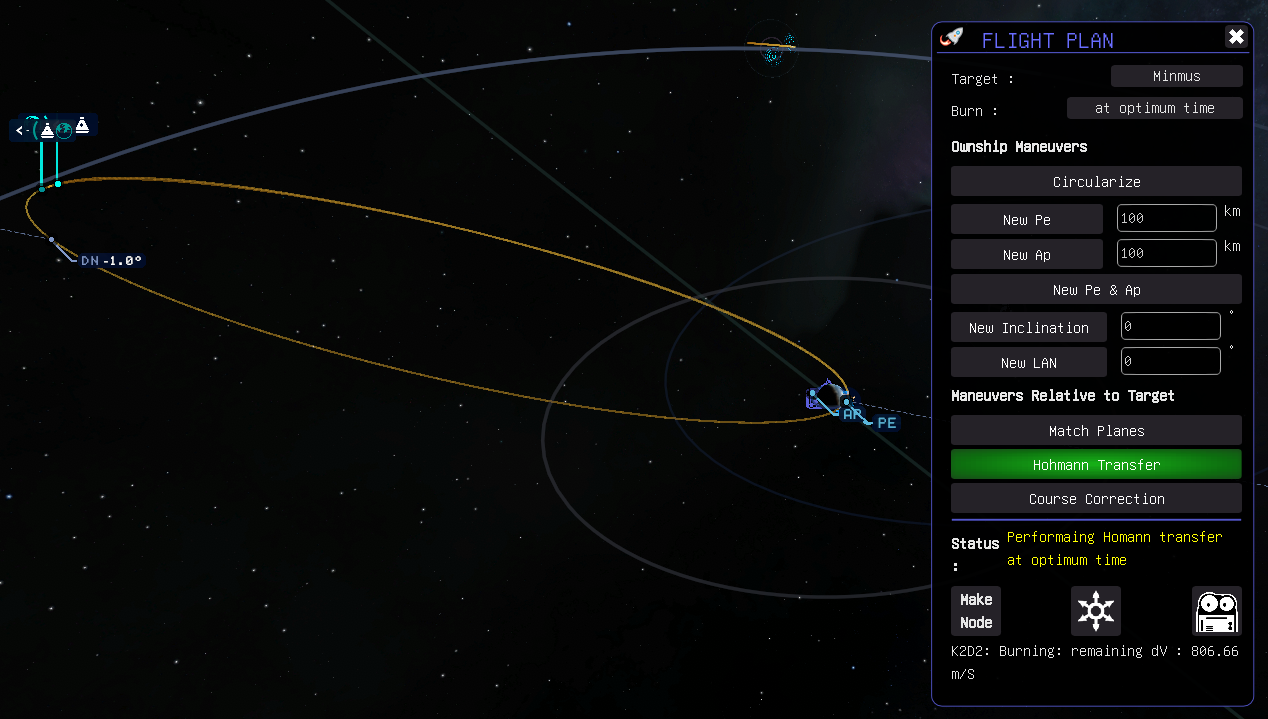 FLIGHT PLAN
Target :
Minmus
Burn :
at optimum time
Ownship Maneuvers
Circularize
New Pe
100
km
New Ap
100
km
New Pe & Ap
New Inclination
0
°
New LAN
0
°
Maneuvers Relative to Target
Match Planes
Hohmann Transfer
Course Correction
Status :
Performaing Homann transfer
at optimum time
Make
Node
K2D2: Burning: remaining dV : 806.66
m/S
DN -1.0°
AP
PE